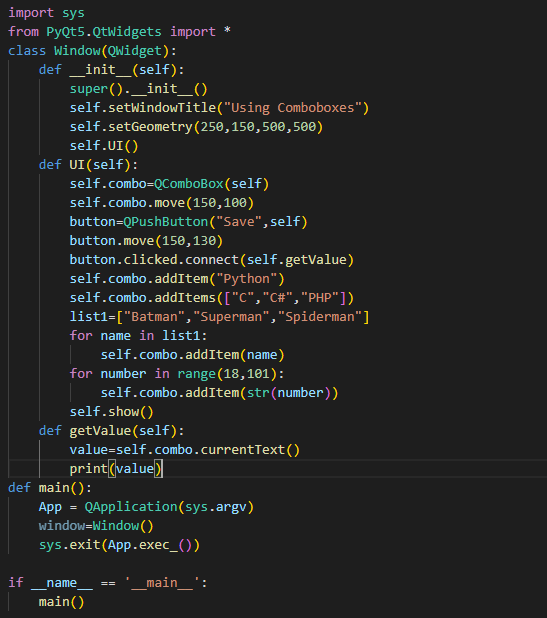 import sys
from PyQt5.QtWidgets import *
class Window(QWidget):
    def __init__(self):
        super().__init__()
        self.setWindowTitle("Using Comboboxes")
        self.setGeometry(250,150,500,500)
        self.UI()
    def UI(self):
        self.combo=QComboBox(self)
        self.combo.move(150,100)
        button=QPushButton("Save",self)
        button.move(150,130)
        button.clicked.connect(self.getValue)
        self.combo.addItem("Python")
        self.combo.addItems(["C","C#","PHP"])
        list1=["Batman","Superman","Spiderman"]
        for name in list1:
            self.combo.addItem(name)
        for number in range(18,101):
            self.combo.addItem(str(number))
        self.show()
    def getValue(self):
        value=self.combo.currentText()
        print(value)
def main():
    App = QApplication(sys.argv)
    window=Window()
    sys.exit(App.exec_())

if __name__ == '__main__':
    main()